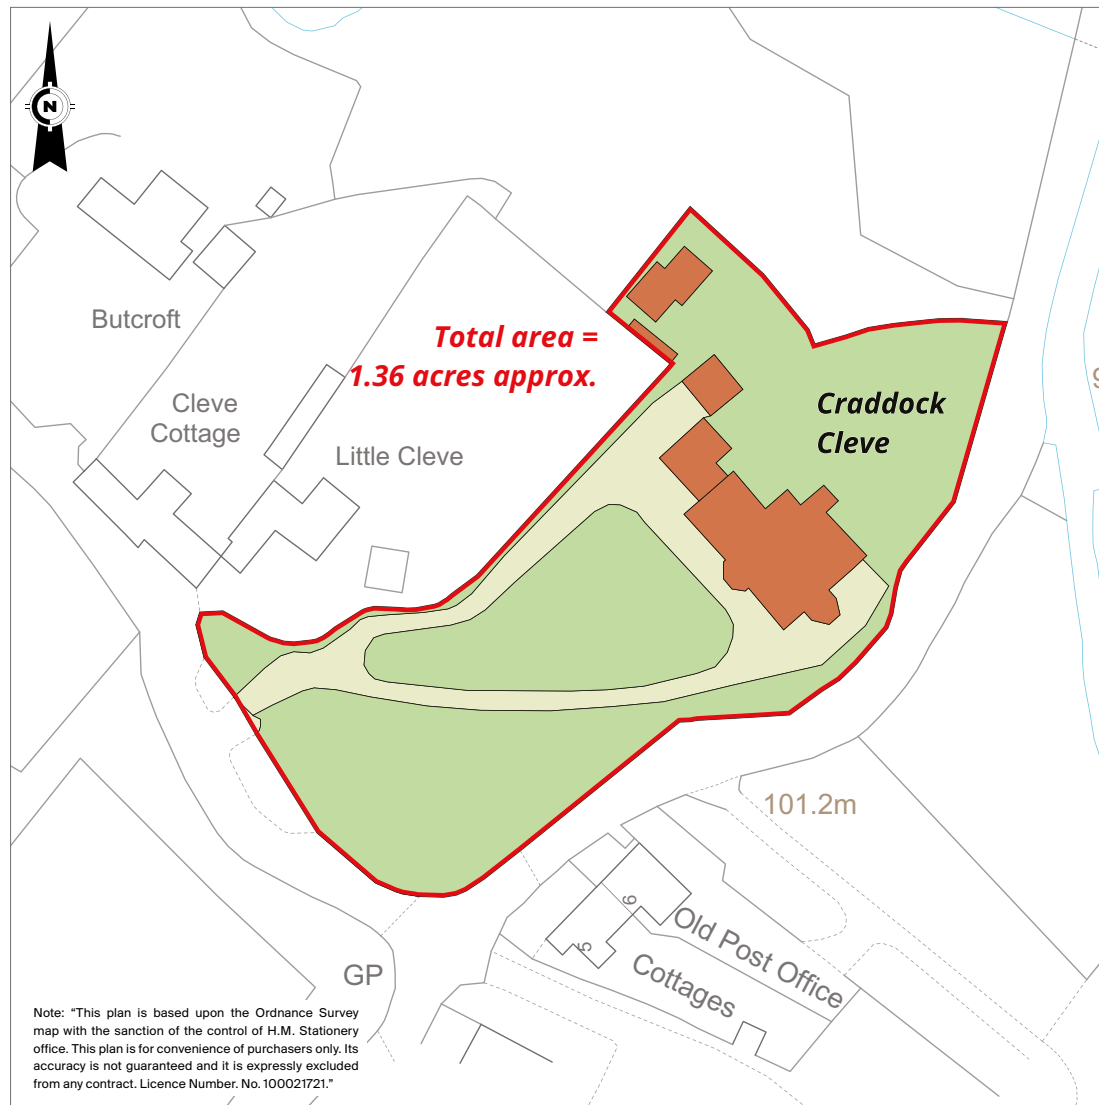 N
Butcroft
Total area =
1.36 acres approx.
Cleve
Cottage
Little Cleve
Craddock
Cleve
9
101.2m
6
5
Old Post Office
Cottages
GP
Note: “This plan is based upon the Ordnance Survey
map with the sanction of the control of H.M. Stationery
office. This plan is for convenience of purchasers only. Its
accuracy is not guaranteed and it is expressly excluded
from any contract. Licence Number. No. 100021721.”